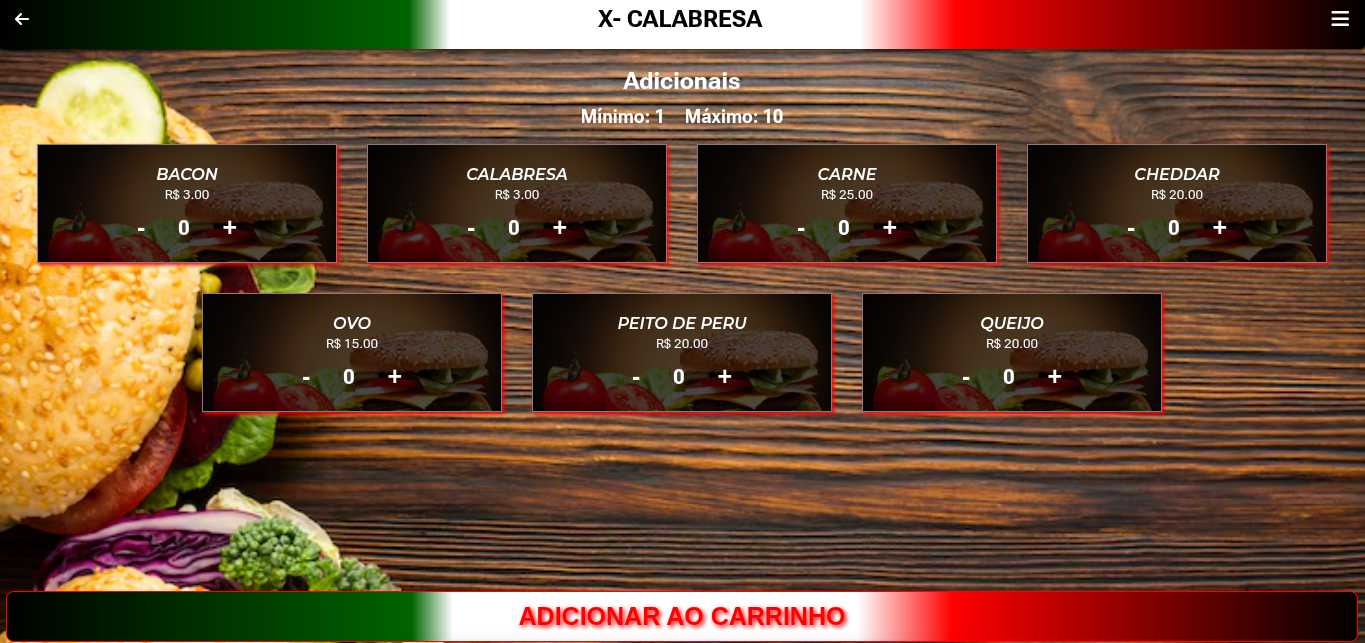 X- CALABRESA
Adicionais
Mínimo: 1 Máximo: 10
BACON
R$ 3.00
- 0 +
CALABRESA
R$ 3.00
- 0 +
CARNE
R$ 25.00
- 0 +
CHEDDAR
R$ 20.00
- 0 +
OVO
R$ 15.00
- 0 +
PEITO DE PERU
R$ 20.00
- 0 +
QUEIJO
R$ 20.00
- 0 +
ADICIONAR AO CARRINHO